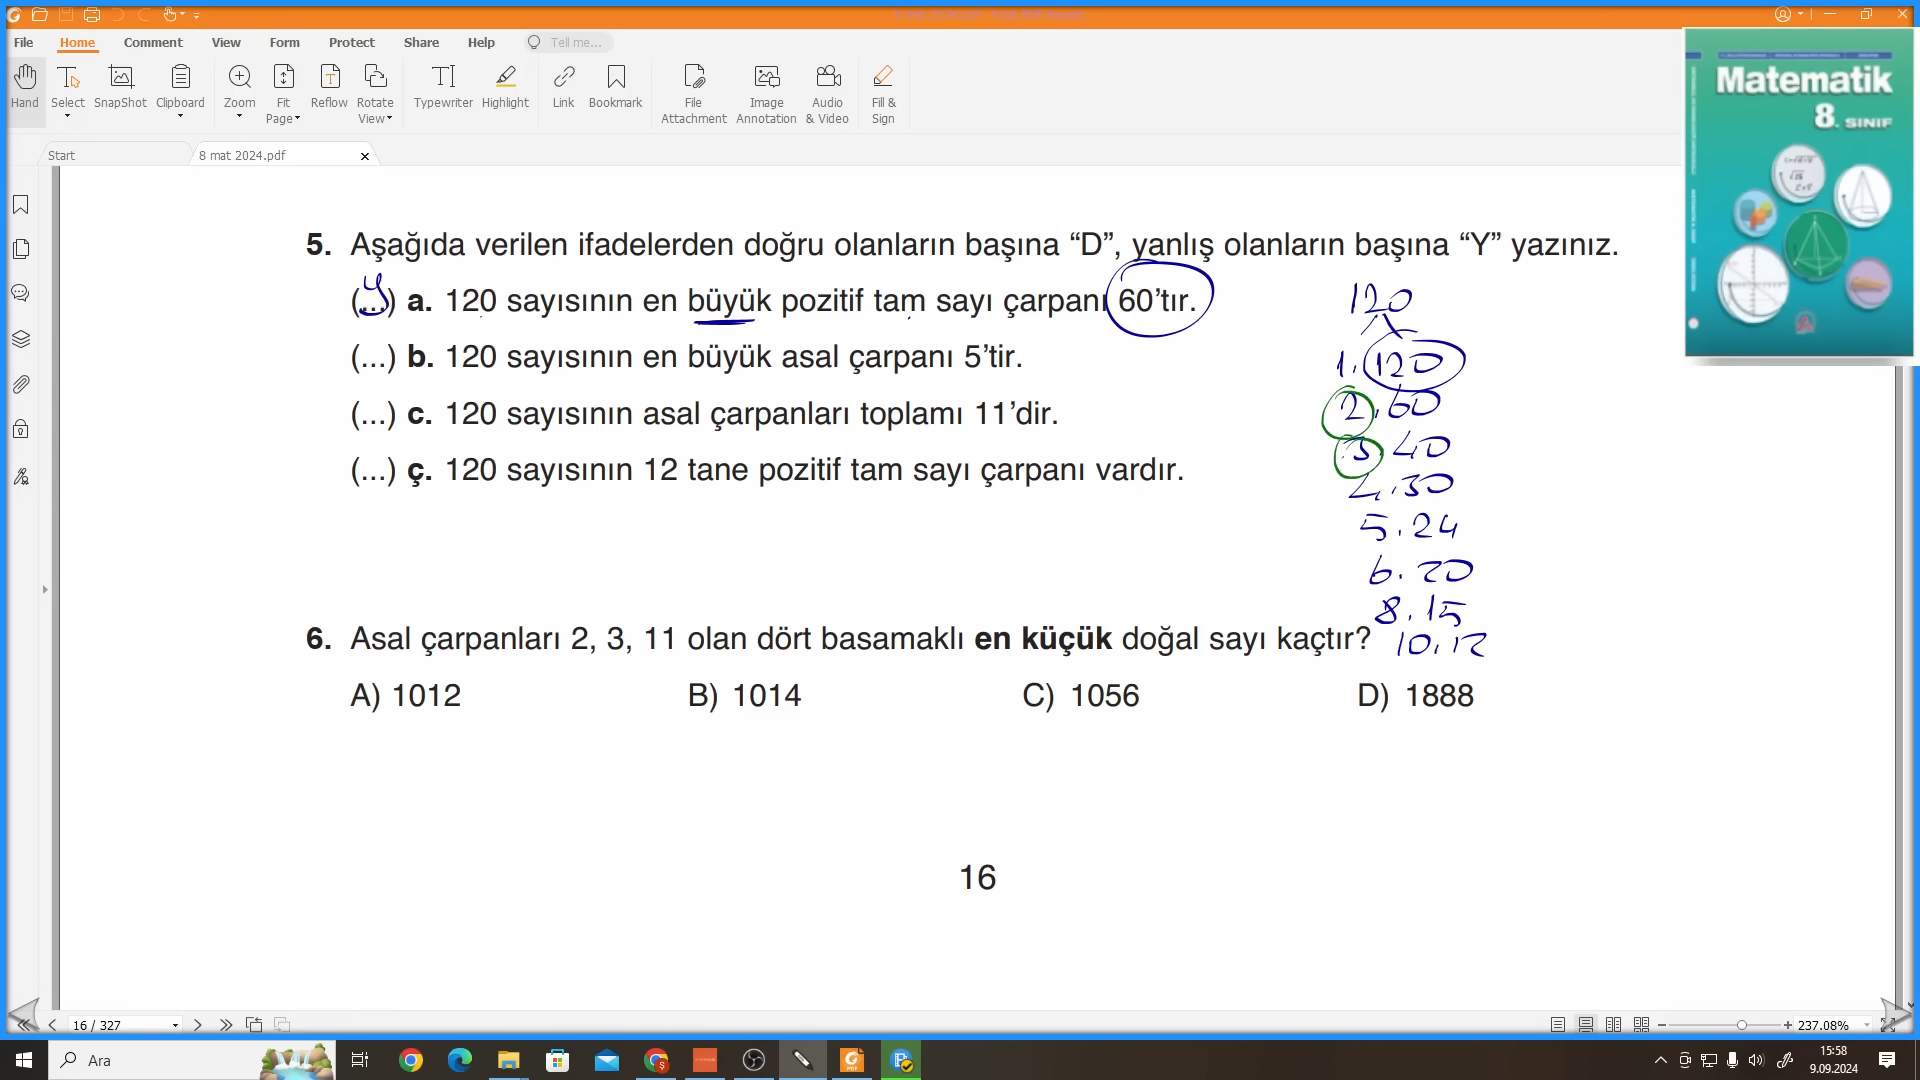 File Home Comment View Form Protect Share Help Tell me...
Hand Select SnapShot Clipboard Zoom Fit Page Reflow Rotate View Typewriter Highlight Link Bookmark File Attachment Image Annotation Audio & Video Fill & Sign
Start 8 mat 2024.pdf
Matematik
8. SINIF
5. Aşağıda verilen ifadelerden doğru olanların başına “D”, yanlış olanların başına “Y” yazınız.
(...) y a. 120 sayısının en büyük pozitif tam sayı çarpanı 60’tır.
(...) b. 120 sayısının en büyük asal çarpanı 5’tir.
(...) c. 120 sayısının asal çarpanları toplamı 11’dir.
(...) ç. 120 sayısının 12 tane pozitif tam sayı çarpanı vardır.
120
1.120
2.60
3.40
4.30
5.24
6.20
8.15
10.12
6. Asal çarpanları 2, 3, 11 olan dört basamaklı en küçük doğal sayı kaçtır?
A) 1012 B) 1014 C) 1056 D) 1888
16
16 / 327 237.08%
Ara
15:58
9.09.2024